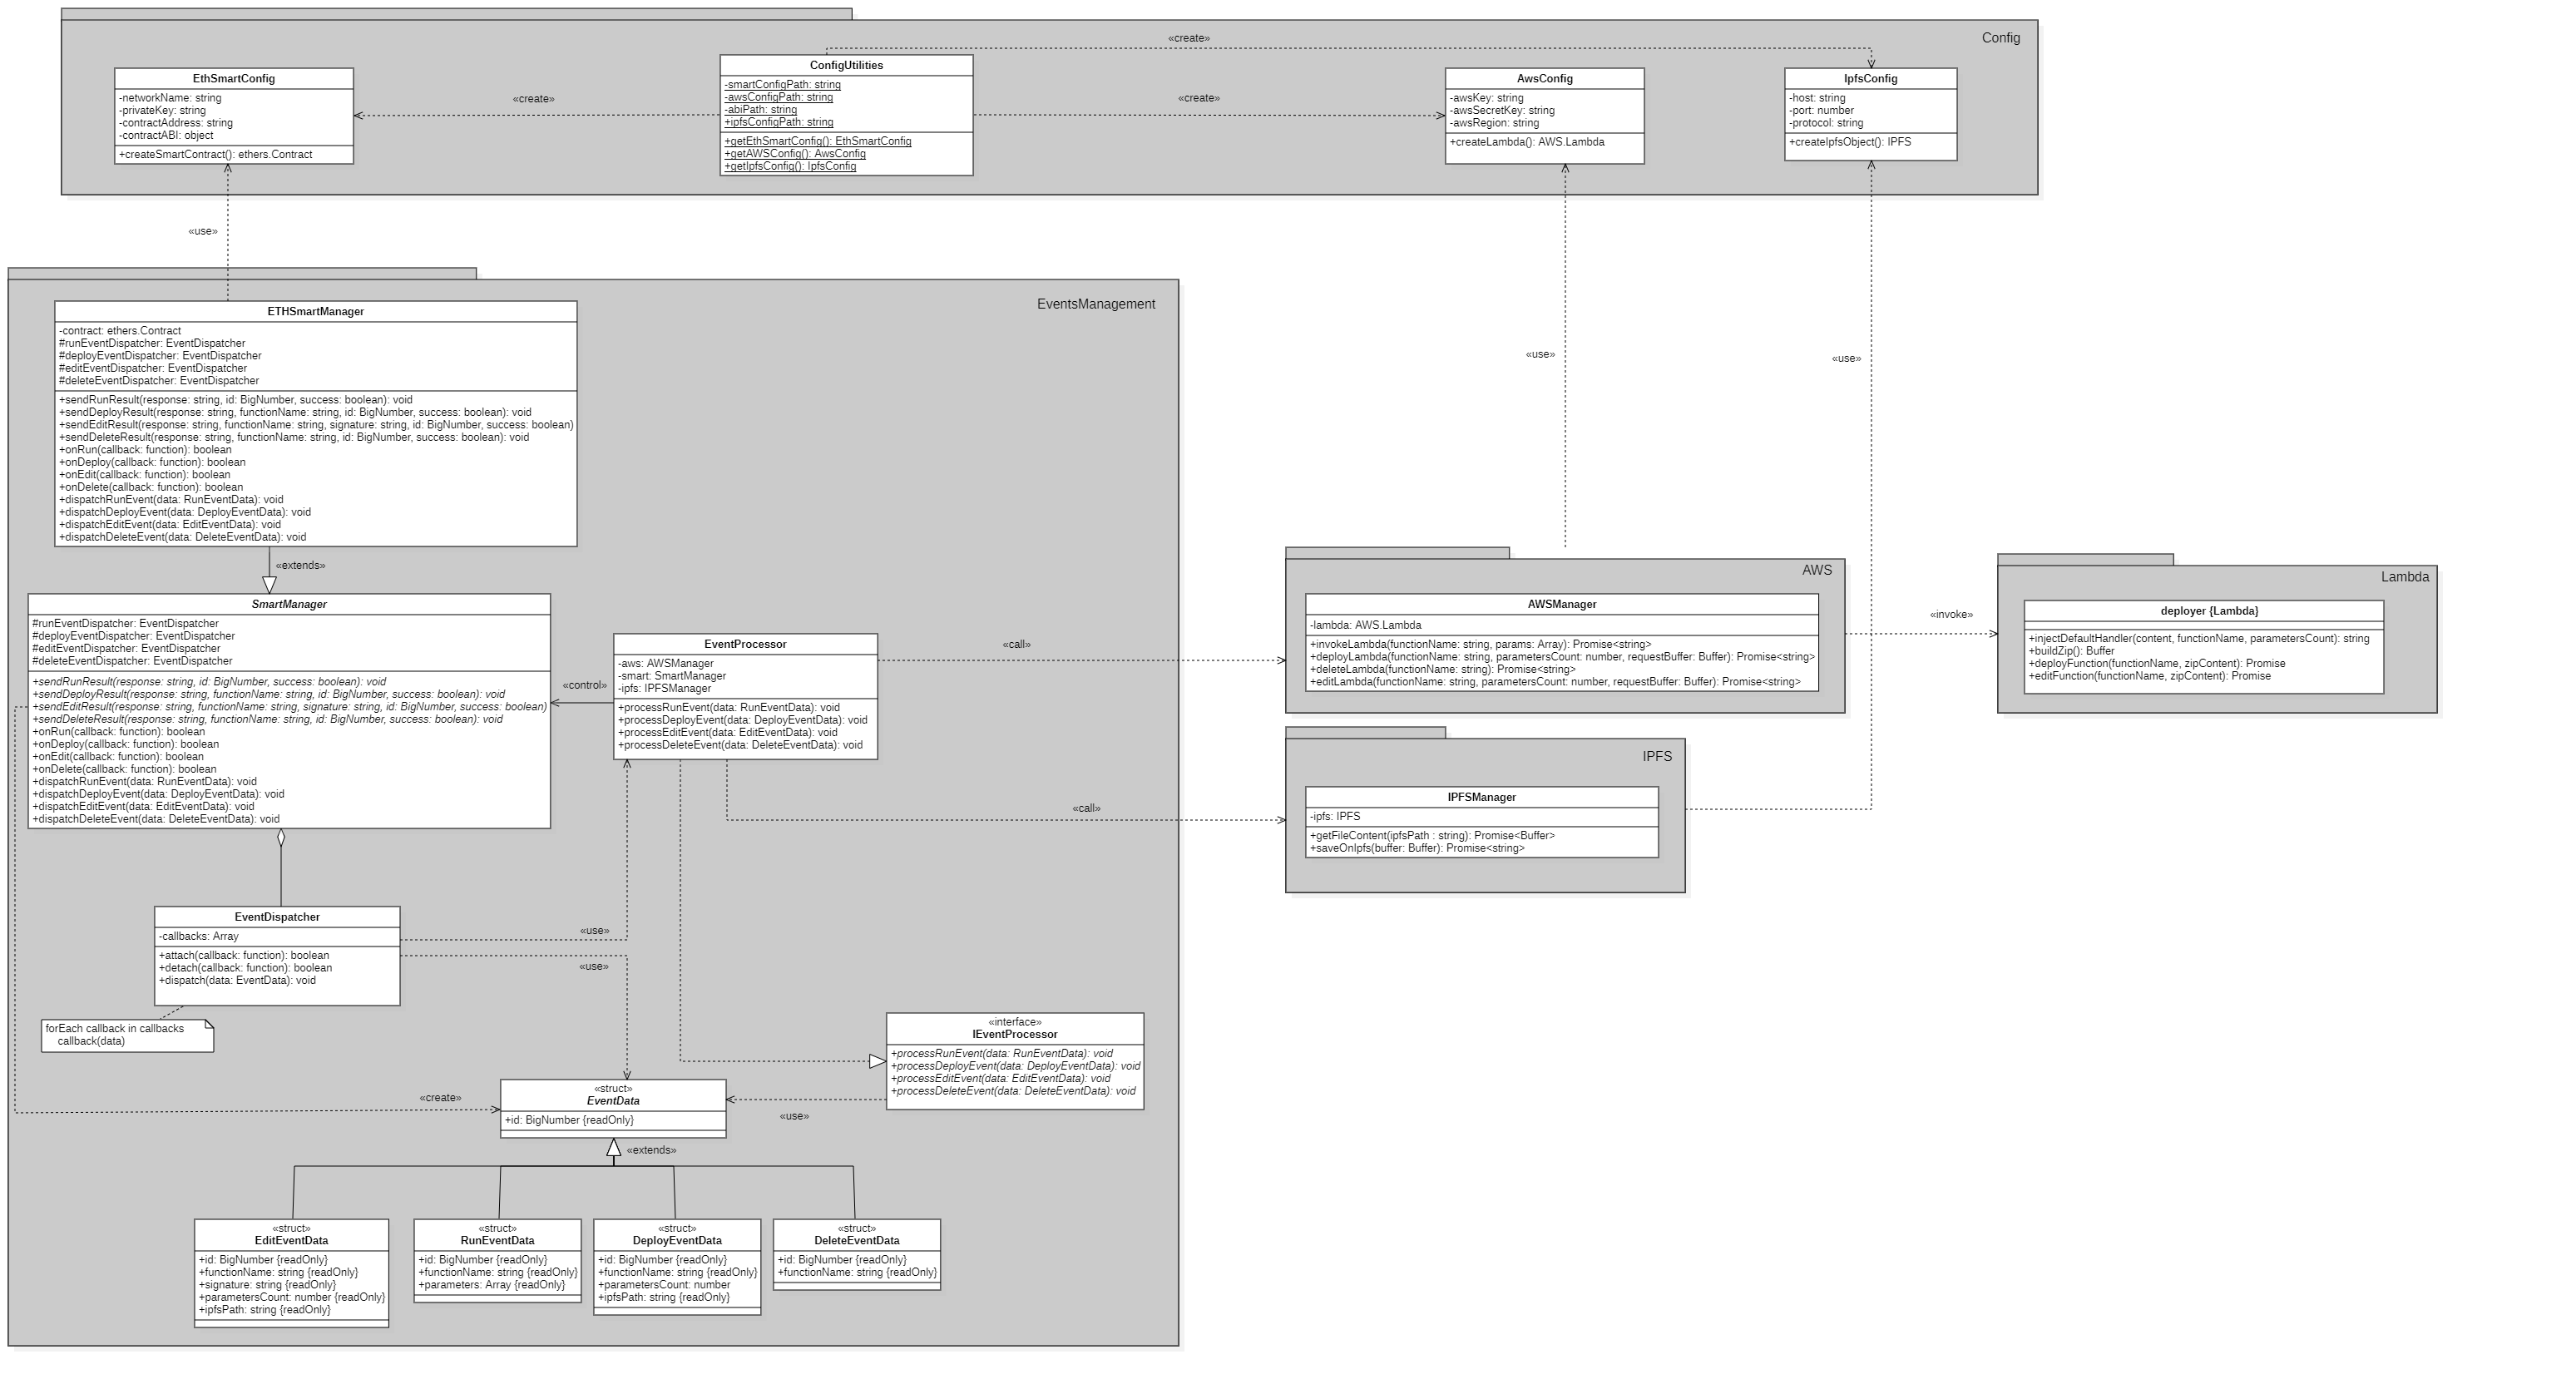 Config
«create»
EthSmartConfig
-networkName: string
-privateKey: string
-contractAddress: string
-contractABI: object
+createSmartContract(): ethers.Contract
«create»
ConfigUtilities
-smartConfigPath: string
-awsConfigPath: string
-abiPath: string
+ipfsConfigPath: string
+getEthSmartConfig(): EthSmartConfig
+getAWSConfig(): AwsConfig
+getIpfsConfig(): IpfsConfig
«create»
AwsConfig
-awsKey: string
-awsSecretKey: string
-awsRegion: string
+createLambda(): AWS.Lambda
IpfsConfig
-host: string
-port: number
-protocol: string
+createIpfsObject(): IPFS
«use»
«use»
«use»
EventsManagement
ETHSmartManager
-contract: ethers.Contract
#runEventDispatcher: EventDispatcher
#deployEventDispatcher: EventDispatcher
#editEventDispatcher: EventDispatcher
#deleteEventDispatcher: EventDispatcher
+sendRunResult(response: string, id: BigNumber, success: boolean): void
+sendDeployResult(response: string, functionName: string, id: BigNumber, success: boolean): void
+sendEditResult(response: string, functionName: string, signature: string, id: BigNumber, success: boolean)
+sendDeleteResult(response: string, functionName: string, id: BigNumber, success: boolean): void
+onRun(callback: function): boolean
+onDeploy(callback: function): boolean
+onEdit(callback: function): boolean
+onDelete(callback: function): boolean
+dispatchRunEvent(data: RunEventData): void
+dispatchDeployEvent(data: DeployEventData): void
+dispatchEditEvent(data: EditEventData): void
+dispatchDeleteEvent(data: DeleteEventData): void
«extends»
SmartManager
#runEventDispatcher: EventDispatcher
#deployEventDispatcher: EventDispatcher
#editEventDispatcher: EventDispatcher
#deleteEventDispatcher: EventDispatcher
+sendRunResult(response: string, id: BigNumber, success: boolean): void
+sendDeployResult(response: string, functionName: string, id: BigNumber, success: boolean): void
+sendEditResult(response: string, functionName: string, signature: string, id: BigNumber, success: boolean)
+sendDeleteResult(response: string, functionName: string, id: BigNumber, success: boolean): void
+onRun(callback: function): boolean
+onDeploy(callback: function): boolean
+onEdit(callback: function): boolean
+onDelete(callback: function): boolean
+dispatchRunEvent(data: RunEventData): void
+dispatchDeployEvent(data: DeployEventData): void
+dispatchEditEvent(data: EditEventData): void
+dispatchDeleteEvent(data: DeleteEventData): void
«control»
EventProcessor
-aws: AWSManager
-smart: SmartManager
-ipfs: IPFSManager
+processRunEvent(data: RunEventData): void
+processDeployEvent(data: DeployEventData): void
+processEditEvent(data: EditEventData): void
+processDeleteEvent(data: DeleteEventData): void
«call»
«call»
AWS
AWSManager
-lambda: AWS.Lambda
+invokeLambda(functionName: string, params: Array): Promise<string>
+deployLambda(functionName: string, parametersCount: number, requestBuffer: Buffer): Promise<string>
+deleteLambda(functionName: string): Promise<string>
+editLambda(functionName: string, parametersCount: number, requestBuffer: Buffer): Promise<string>
«invoke»
Lambda
deployer {Lambda}
+injectDefaultHandler(content, functionName, parametersCount): string
+buildZip(): Buffer
+deployFunction(functionName, zipContent): Promise
+editFunction(functionName, zipContent): Promise
IPFS
IPFSManager
-ipfs: IPFS
+getFileContent(ipfsPath : string): Promise<Buffer>
+saveOnIpfs(buffer: Buffer): Promise<string>
EventDispatcher
-callbacks: Array
+attach(callback: function): boolean
+detach(callback: function): boolean
+dispatch(data: EventData): void
«use»
«use»
forEach callback in callbacks
callback(data)
«interface»
IEventProcessor
+processRunEvent(data: RunEventData): void
+processDeployEvent(data: DeployEventData): void
+processEditEvent(data: EditEventData): void
+processDeleteEvent(data: DeleteEventData): void
«create»
«struct»
EventData
+id: BigNumber {readOnly}
«use»
«extends»
«struct»
EditEventData
+id: BigNumber {readOnly}
+functionName: string {readOnly}
+signature: string {readOnly}
+parametersCount: number {readOnly}
+ipfsPath: string {readOnly}
«struct»
RunEventData
+id: BigNumber {readOnly}
+functionName: string {readOnly}
+parameters: Array {readOnly}
«struct»
DeployEventData
+id: BigNumber {readOnly}
+functionName: string {readOnly}
+parametersCount: number
+ipfsPath: string {readOnly}
«struct»
DeleteEventData
+id: BigNumber {readOnly}
+functionName: string {readOnly}